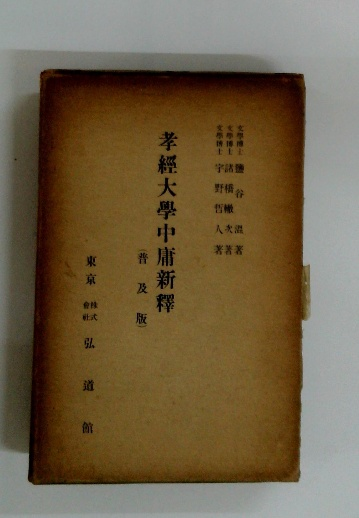 文學博士 鹽谷溫著
文學博士 諸橋轍次著
文學博士 宇野哲人著
孝經大學中庸新釋
（普及版）
東京 株式會社 弘道館